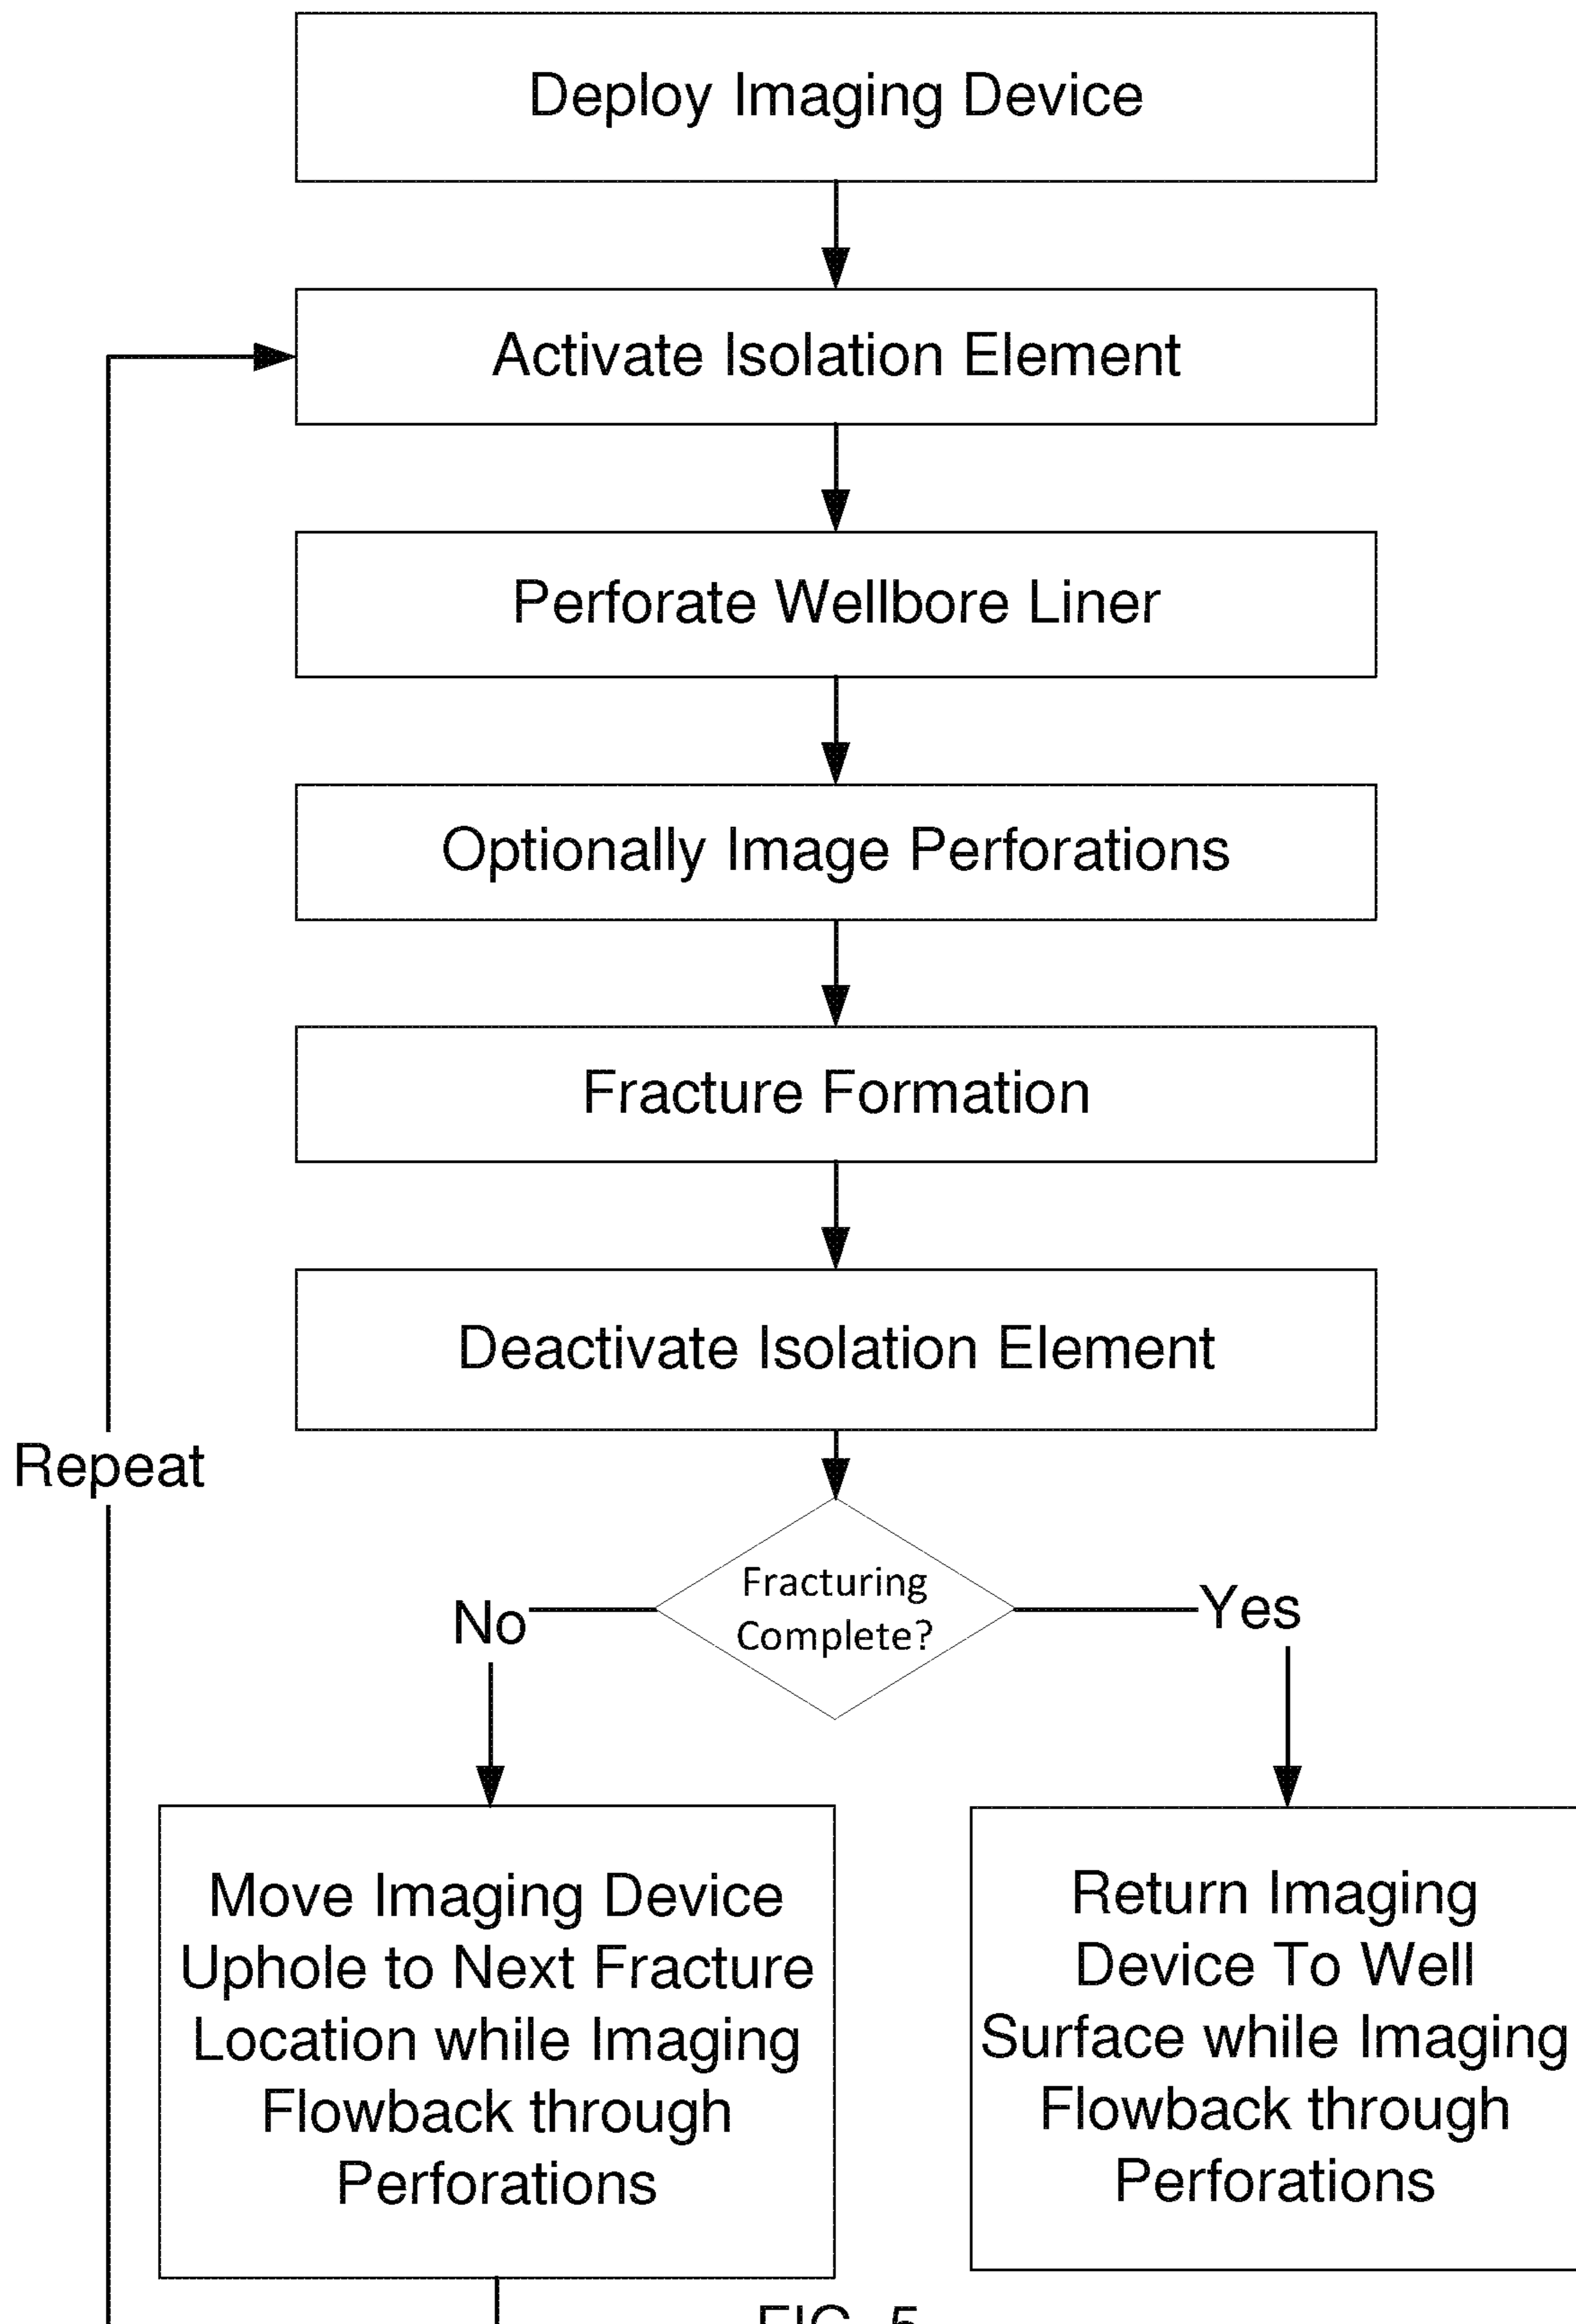 Deploy Imaging Device
Activate Isolation Element
Perforate Wellbore Liner
Optionally Image Perforations
Fracture Formation
Deactivate Isolation Element
Repeat
Fracturing
Complete?
No
Yes
Move Imaging Device
Uphole to Next Fracture
Location while Imaging
Flowback through
Perforations
Return Imaging
Device To Well
Surface while Imaging
Flowback through
Perforations
FIG. 5